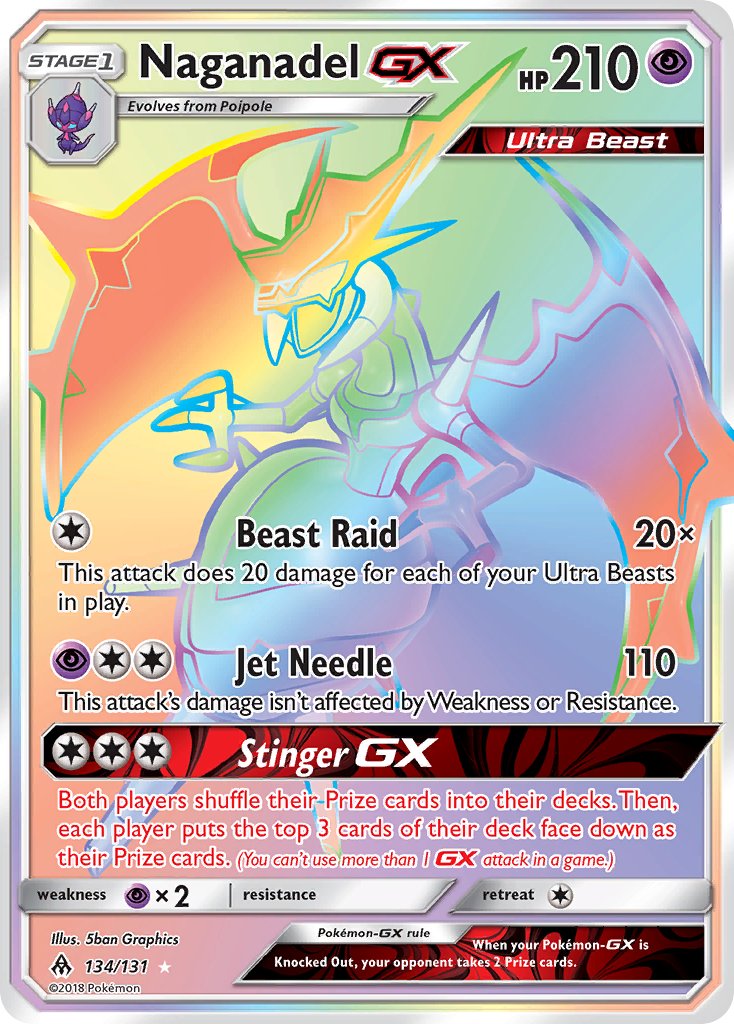 STAGE1
Naganadel GX
HP210
Evolves from Poipole
Ultra Beast
Beast Raid 20×
This attack does 20 damage for each of your Ultra Beasts
in play.
Jet Needle 110
This attack's damage isn't affected by Weakness or Resistance.
Stinger GX
Both players shuffle their Prize cards into their decks. Then,
each player puts the top 3 cards of their deck face down as
their Prize cards. (You can't use more than 1 GX attack in a game.)
weakness × 2 resistance retreat
Illus. 5ban Graphics
134/131
©2018 Pokémon
Pokémon-GX rule
When your Pokémon-GX is
Knocked Out, your opponent takes 2 Prize cards.